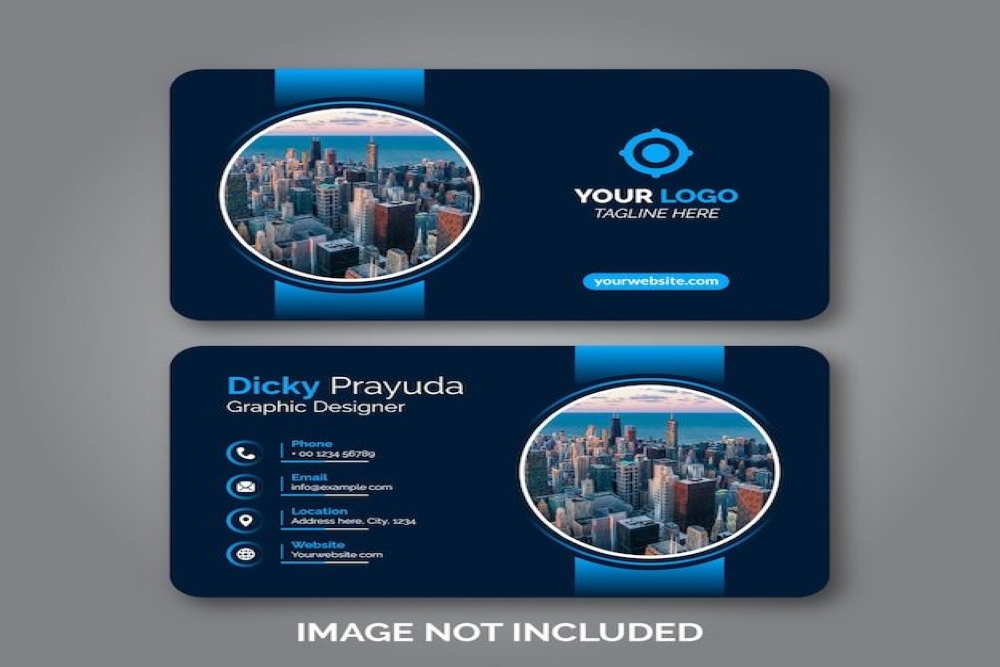 YOUR LOGO
TAGLINE HERE
yourwebsite.com
Dicky Prayuda
Graphic Designer
Phone
+ 00 1234 56789
Email
info@example.com
Location
Address here, City, 1234
Website
Yourwebsite.com
IMAGE NOT INCLUDED